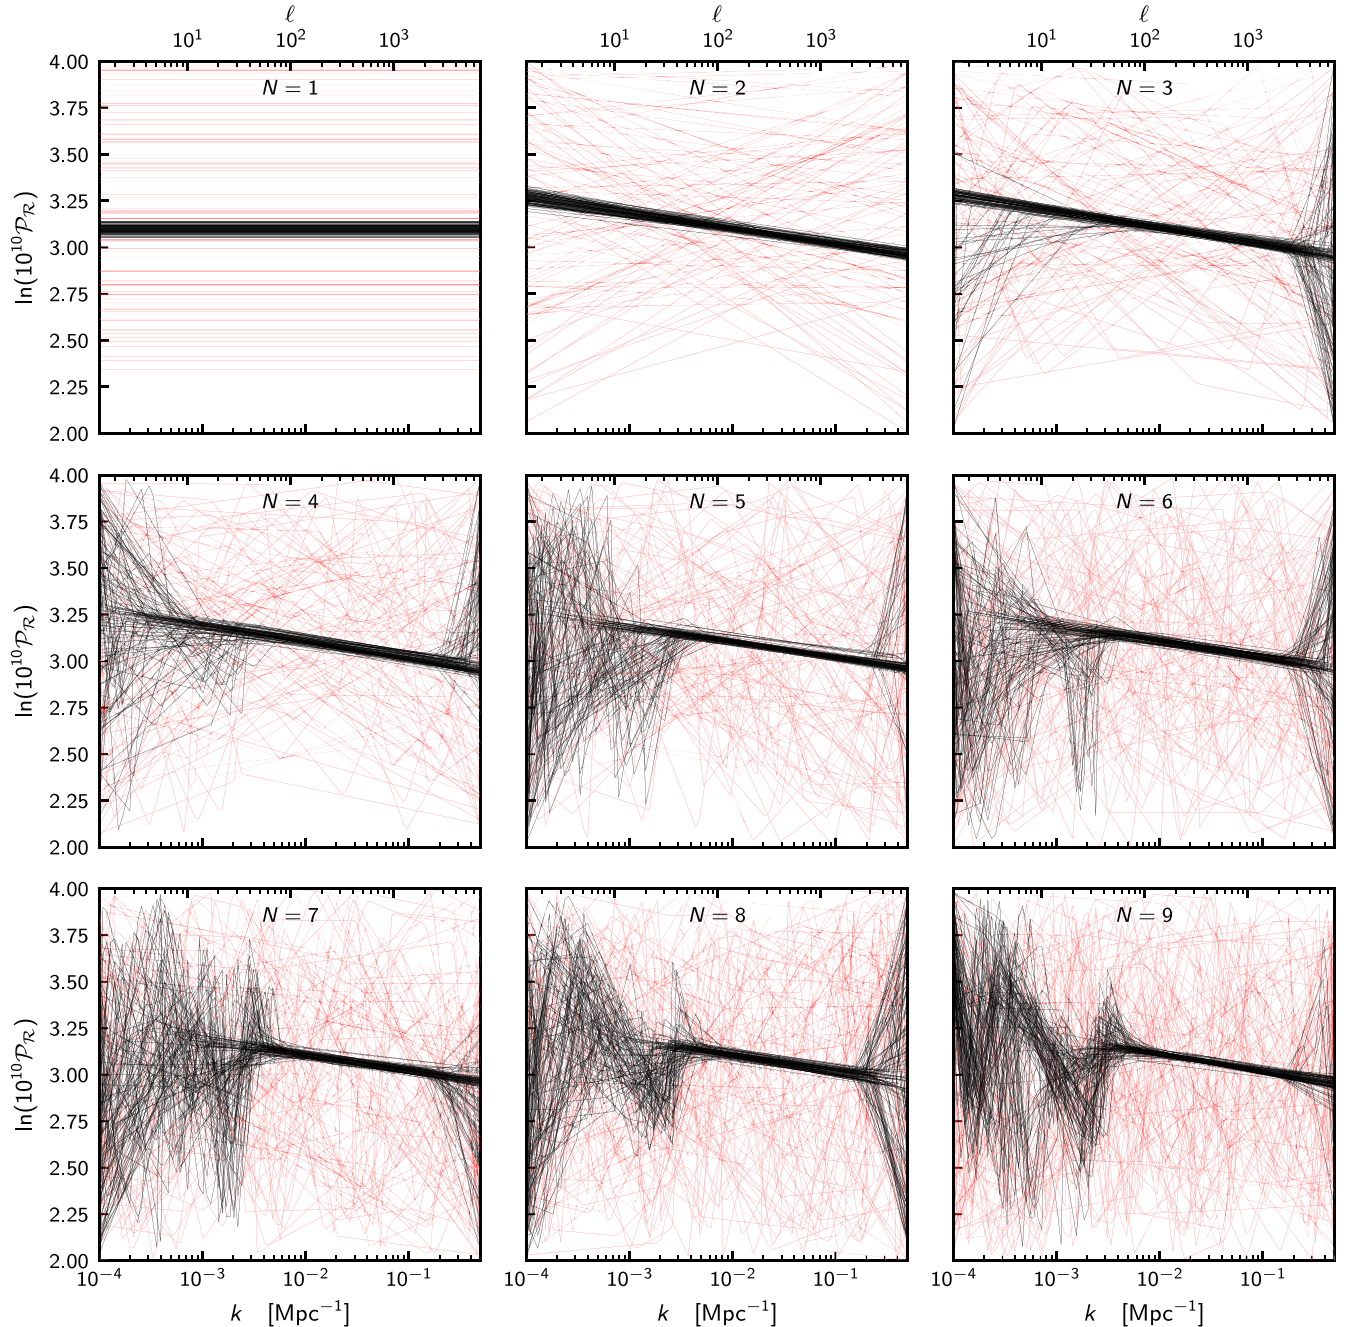 ℓ ℓ ℓ
10¹ 10² 10³ 10¹ 10² 10³ 10¹ 10² 10³
N = 1 N = 2 N = 3
4.00
3.75
3.50
3.25
3.00
2.75
2.50
2.25
2.00
ln(10¹⁰𝒫_ℛ)
N = 4 N = 5 N = 6
4.00
3.75
3.50
3.25
3.00
2.75
2.50
2.25
2.00
ln(10¹⁰𝒫_ℛ)
N = 7 N = 8 N = 9
4.00
3.75
3.50
3.25
3.00
2.75
2.50
2.25
2.00
ln(10¹⁰𝒫_ℛ)
10⁻⁴ 10⁻³ 10⁻² 10⁻¹ 10⁻⁴ 10⁻³ 10⁻² 10⁻¹ 10⁻⁴ 10⁻³ 10⁻² 10⁻¹
k [Mpc⁻¹] k [Mpc⁻¹] k [Mpc⁻¹]